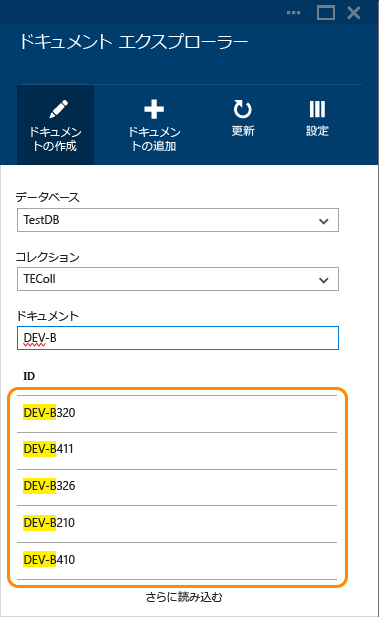 ドキュメント エクスプローラー
ドキュメン
トの作成
ドキュメン
トの追加
更新
設定
データベース
TestDB
コレクション
TEColl
ドキュメント
DEV-B
ID
DEV-B320
DEV-B411
DEV-B326
DEV-B210
DEV-B410
さらに読み込む